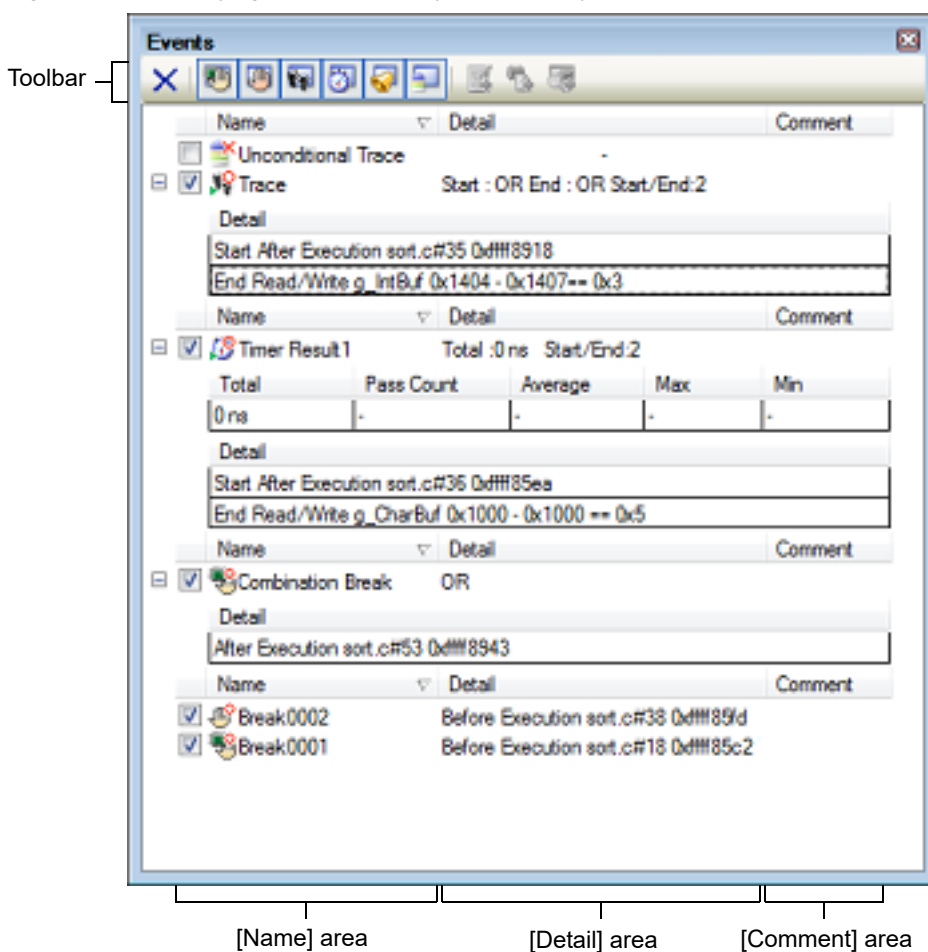 Events
Toolbar
Name Detail Comment
Unconditional Trace -
Trace Start : OR End : OR Start/End:2
Detail
Start After Execution sort.c#35 0xffff8918
End Read/Write g_IntBuf 0x1404 - 0x1407== 0x3
Name Detail Comment
Timer Result1 Total :0 ns Start/End:2
Total Pass Count Average Max Min
0 ns - - - -
Detail
Start After Execution sort.c#36 0xffff85ea
End Read/Write g_CharBuf 0x1000 - 0x1000 == 0x5
Name Detail Comment
Combination Break OR
Detail
After Execution sort.c#53 0xffff8943
Name Detail Comment
Break0002 Before Execution sort.c#38 0xffff85fd
Break0001 Before Execution sort.c#18 0xffff85c2
[Name] area [Detail] area [Comment] area